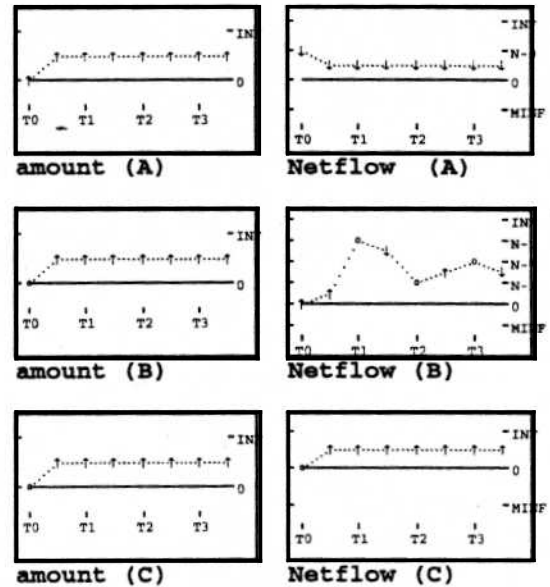 INF
0
T0 T1 T2 T3
amount (A)
INF
N-
0
MINF
T0 T1 T2 T3
Netflow (A)
INF
0
T0 T1 T2 T3
amount (B)
INF
N-
N-
N-
0
MINF
T0 T1 T2 T3
Netflow (B)
INF
0
T0 T1 T2 T3
amount (C)
INF
0
MINF
T0 T1 T2 T3
Netflow (C)